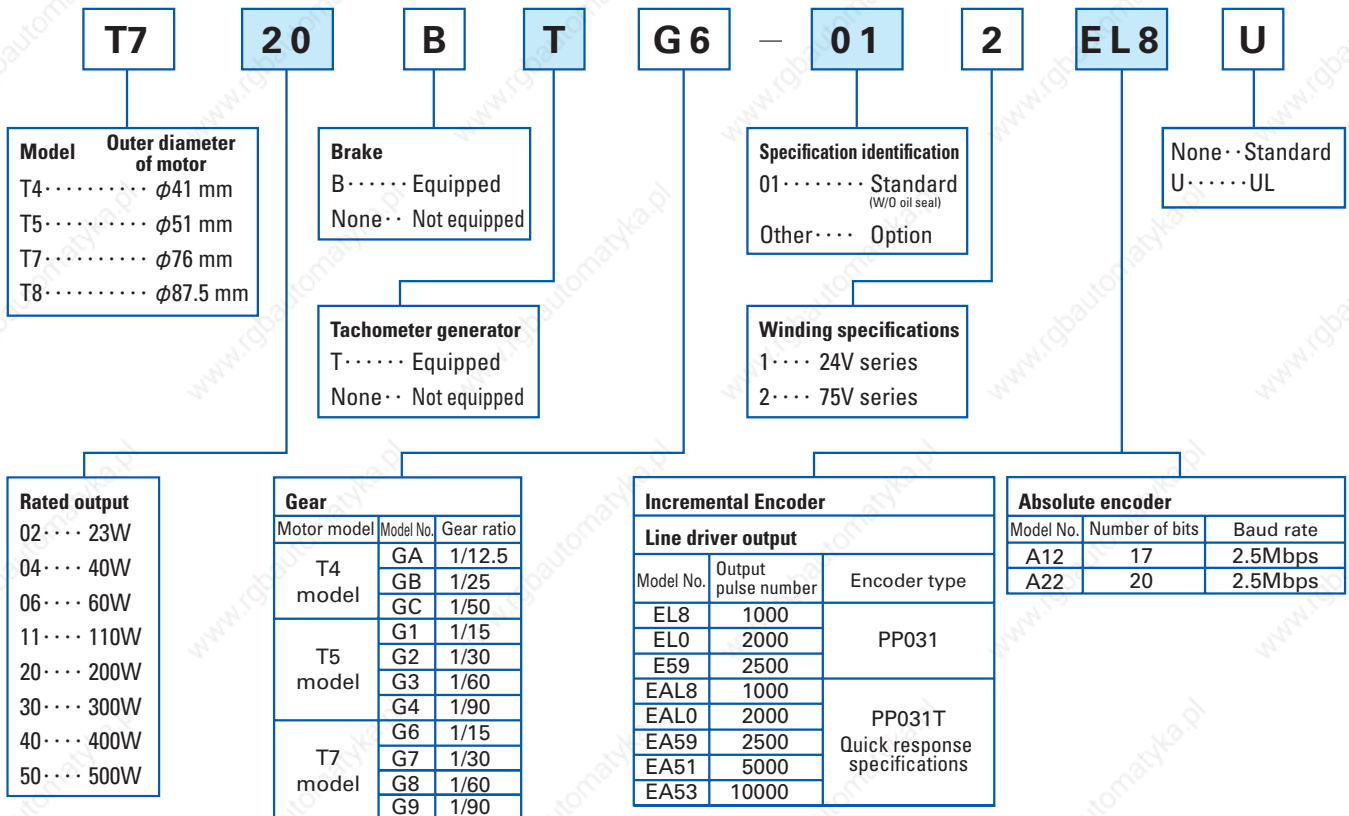 T7 20 B T G6 — 01 2 EL8 U
Model Outer diameter of motor
T4·········· φ41 mm
T5·········· φ51 mm
T7·········· φ76 mm
T8·········· φ87.5 mm
Brake
B······ Equipped
None·· Not equipped
Specification identification
01········ Standard
(W/O oil seal)
Other···· Option
None··Standard
U······UL
Tachometer generator
T······ Equipped
None·· Not equipped
Winding specifications
1···· 24V series
2···· 75V series
Rated output
02···· 23W
04···· 40W
06···· 60W
11···· 110W
20···· 200W
30···· 300W
40···· 400W
50···· 500W
Gear
Motor model Model No. Gear ratio
T4 model
GA 1/12.5
GB 1/25
GC 1/50
T5 model
G1 1/15
G2 1/30
G3 1/60
G4 1/90
T7 model
G6 1/15
G7 1/30
G8 1/60
G9 1/90
Incremental Encoder
Line driver output
Model No. Output pulse number Encoder type
EL8 1000
EL0 2000
E59 2500
PP031
EAL8 1000
EAL0 2000
EA59 2500
EA51 5000
EA53 10000
PP031T
Quick response
specifications
Absolute encoder
Model No. Number of bits Baud rate
A12 17 2.5Mbps
A22 20 2.5Mbps
www.rgbautomatyka.pl